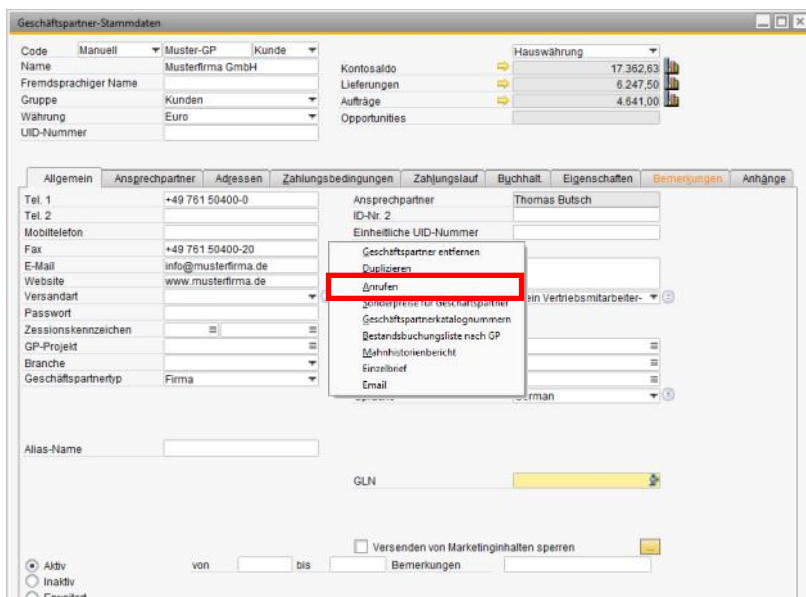 Geschäftspartner-Stammdaten
Code Manuell Muster-GP Kunde Hauswährung
Name Musterfirma GmbH Kontosaldo 17.362,63
Fremdsprachiger Name Lieferungen 6.247,50
Gruppe Kunden Aufträge 4.641,00
Währung Euro Opportunities
UID-Nummer
Allgemein Ansprechpartner Adressen Zahlungsbedingungen Zahlungslauf Buchhalt. Eigenschaften Bemerkungen Anhänge
Tel. 1 +49 761 50400-0 Ansprechpartner Thomas Butsch
Tel. 2 ID-Nr. 2
Mobiltelefon Einheitliche UID-Nummer
Fax +49 761 50400-20 Geschäftspartner entfernen
E-Mail info@musterfirma.de Duplizieren
Website www.musterfirma.de Anrufen
Versandart Sonderpreise für Geschäftspartner ein Vertriebsmitarbeiter-
Passwort Geschäftspartnerkatalognummern
Zessionskennzeichen Bestandsbuchungsliste nach GP
GP-Projekt Mahnhistorienbericht
Branche Einzelbrief
Geschäftspartnertyp Firma Email
Sprache German
Alias-Name
GLN
Versenden von Marketinginhalten sperren ...
Aktiv von bis Bemerkungen
Inaktiv
Erweitert